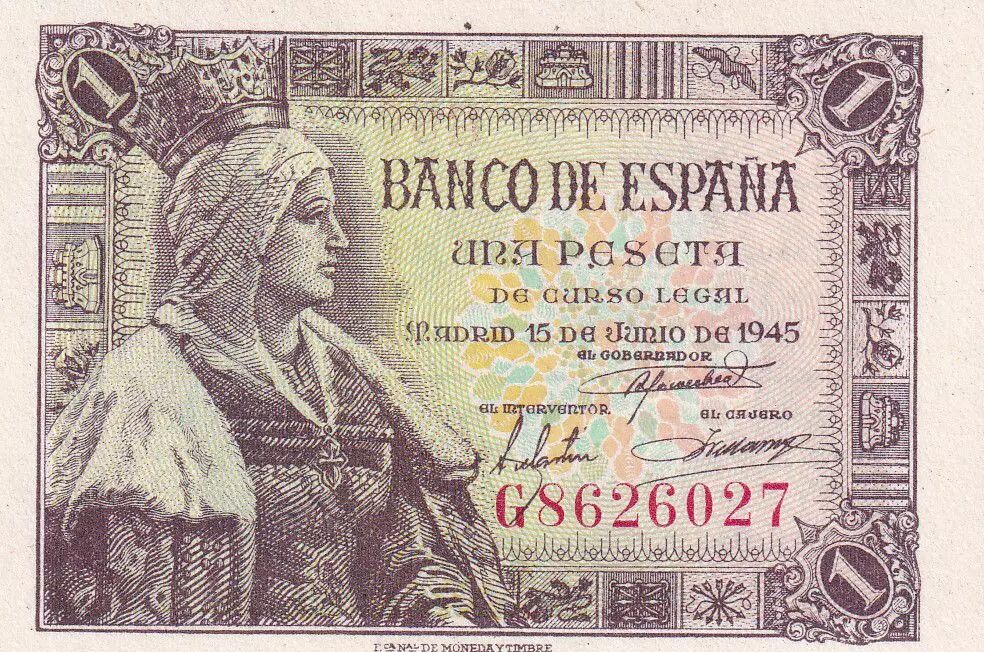 1
1
BANCO DE ESPAÑA
UNA PESETA
DE CURSO LEGAL
MADRID 15 DE JUNIO DE 1945
EL GOBERNADOR
EL INTERVENTOR
EL CAJERO
G8626027
1
F. CA NAL DE MONEDA Y TIMBRE